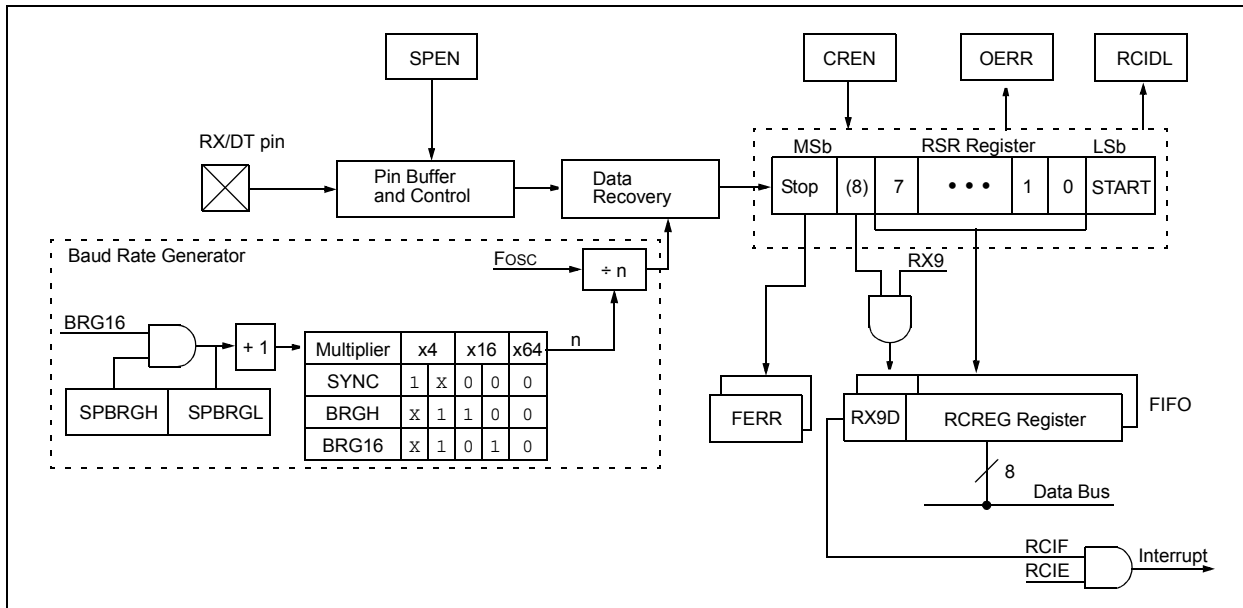 SPEN
CREN
OERR
RCIDL
RX/DT pin
Pin Buffer
and Control
Data
Recovery
MSb
RSR Register
LSb
Stop (8) 7 • • • 1 0 START
Baud Rate Generator
FOSC
÷ n
RX9
BRG16
+ 1
n
Multiplier x4 x16 x64
SYNC 1 X 0 0 0
BRGH X 1 1 0 0
BRG16 X 1 0 1 0
SPBRGH SPBRGL
FERR
RX9D RCREG Register
FIFO
8
Data Bus
RCIF
RCIE
Interrupt